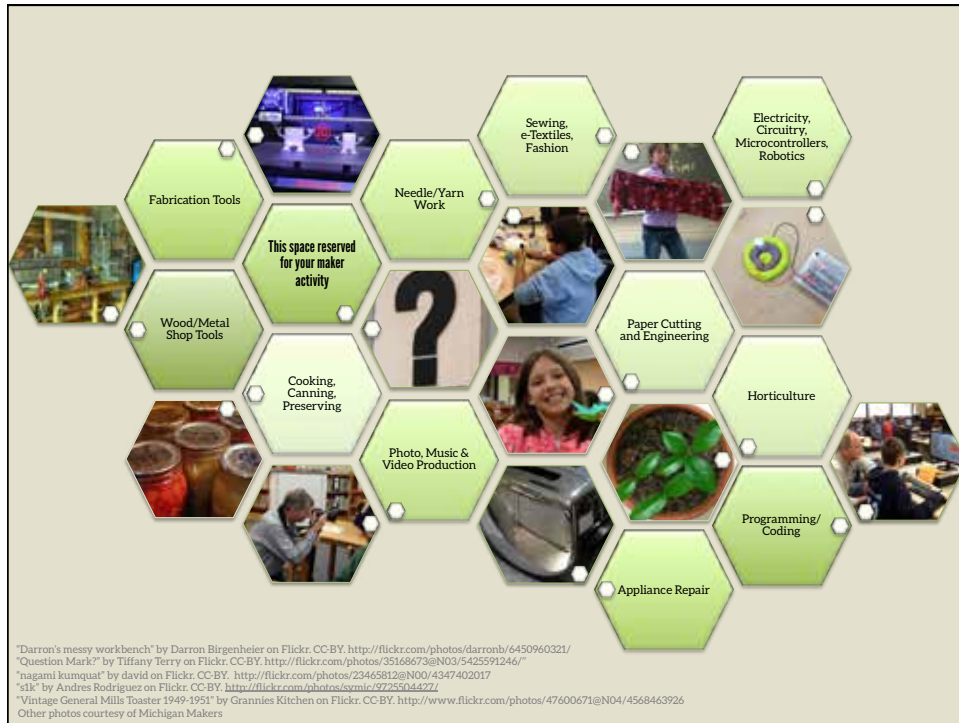 Sewing,
e-Textiles,
Fashion
Electricity,
Circuitry,
Microcontrollers,
Robotics
Fabrication Tools
Needle/Yarn
Work
This space reserved
for your maker
activity
?
Wood/Metal
Shop Tools
Paper Cutting
and Engineering
Cooking,
Canning,
Preserving
Horticulture
Photo, Music &
Video Production
Programming/
Coding
Appliance Repair
"Darron's messy workbench" by Darron Birgenheier on Flickr. CC-BY. http://flickr.com/photos/darronb/6450960321/
"Question Mark?" by Tiffany Terry on Flickr. CC-BY. http://flickr.com/photos/35168673@N03/5425591246/"
"nagami kumquat" by david on Flickr. CC-BY. http://flickr.com/photos/23465812@N00/4347402017
"s1k" by Andres Rodriguez on Flickr. CC-BY. http://flickr.com/photos/symic/9725504427/
"Vintage General Mills Toaster 1949-1951" by Grannies Kitchen on Flickr. CC-BY. http://www.flickr.com/photos/47600671@N04/4568463926
Other photos courtesy of Michigan Makers